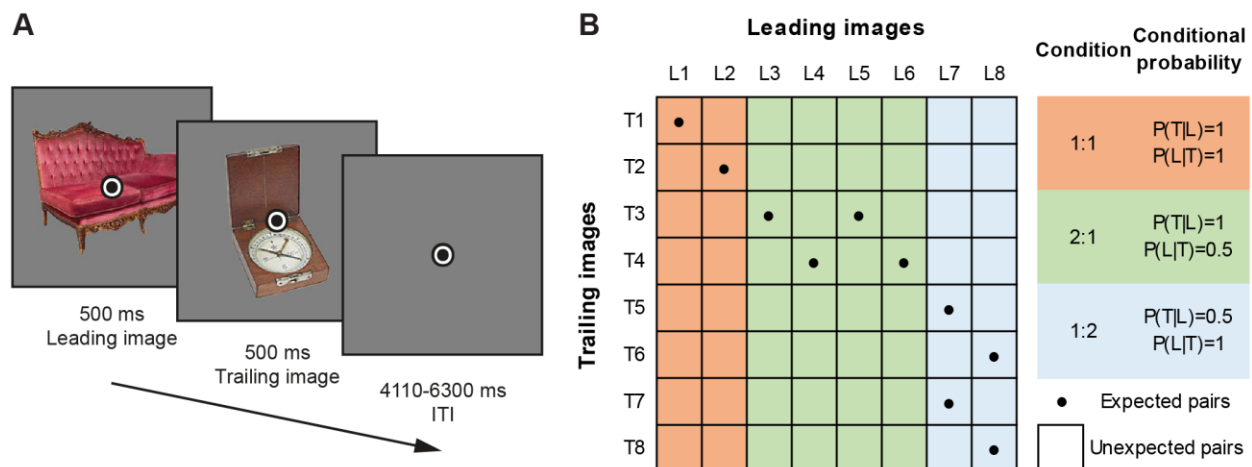 A
500 ms
Leading image
500 ms
Trailing image
4110-6300 ms
ITI
B
Leading images
L1 L2 L3 L4 L5 L6 L7 L8
Trailing images
T1
T2
T3
T4
T5
T6
T7
T8
Condition Conditional
probability
1:1 P(T|L)=1
P(L|T)=1
2:1 P(T|L)=1
P(L|T)=0.5
1:2 P(T|L)=0.5
P(L|T)=1
Expected pairs
Unexpected pairs